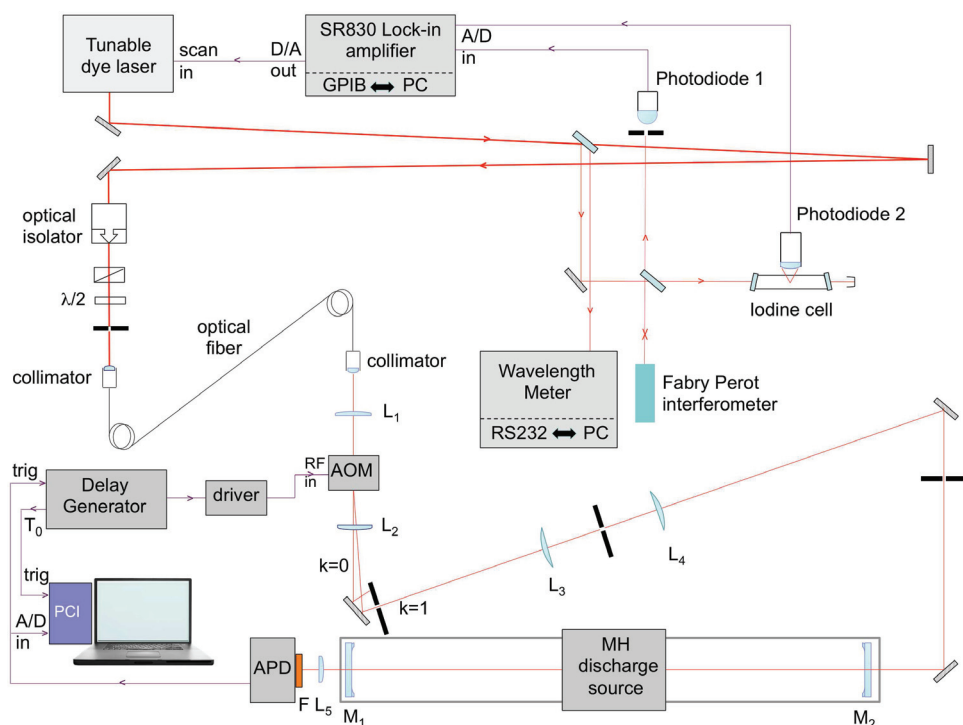 Tunable
dye laser
scan
in
D/A
out
SR830 Lock-in
amplifier
GPIB ⬌ PC
A/D
in
Photodiode 1
Photodiode 2
Iodine cell
optical
isolator
λ/2
collimator
optical
fiber
collimator
Wavelength
Meter
RS232 ⬌ PC
Fabry Perot
interferometer
L₁
AOM
RF
in
trig
Delay
Generator
driver
T₀
L₂
k=0
k=1
L₃
L₄
trig
PCI
A/D
in
APD
F L₅
M₁
MH
discharge
source
M₂